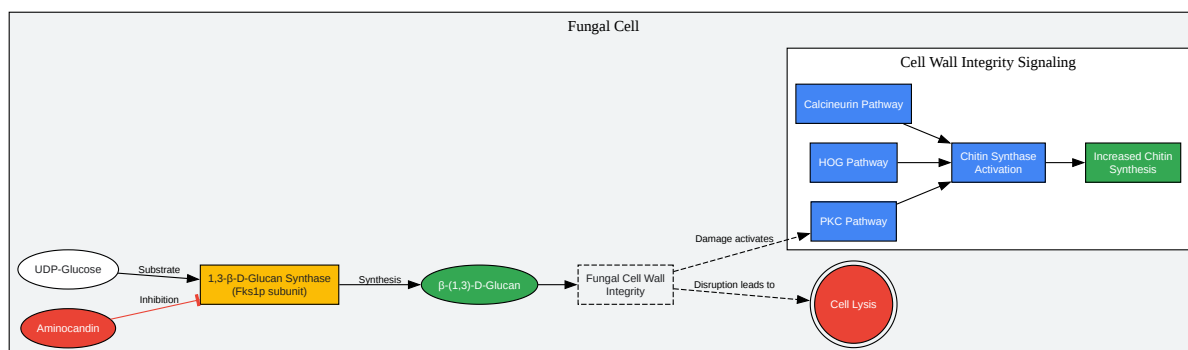 Fungal Cell
Cell Wall Integrity Signaling
Calcineurin Pathway
HOG Pathway
Chitin Synthase
Activation
Increased Chitin
Synthesis
PKC Pathway
Damage activates
UDP-Glucose
Substrate
1,3-β-D-Glucan Synthase
(Fks1p subunit)
Synthesis
β-(1,3)-D-Glucan
Fungal Cell Wall
Integrity
Disruption leads to
Cell Lysis
Inhibition
Aminocandin